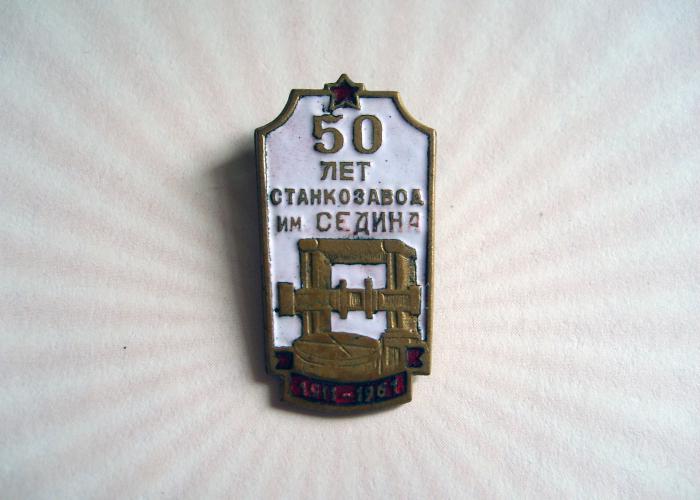 50
ЛЕТ
СТАНКОЗАВОД
ИМ СЕДИНА
1911-1961